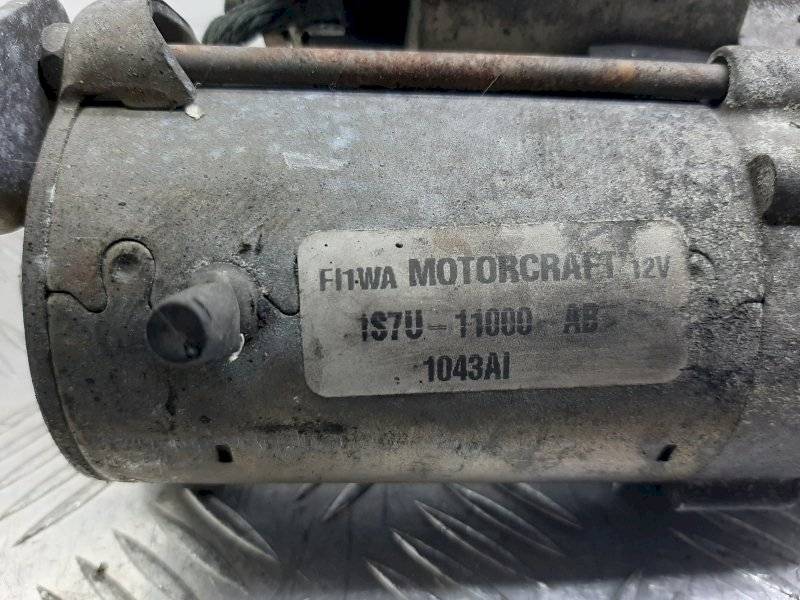 FI1WA MOTORCRAFT 12V
1S7U-11000-AB
1043AI